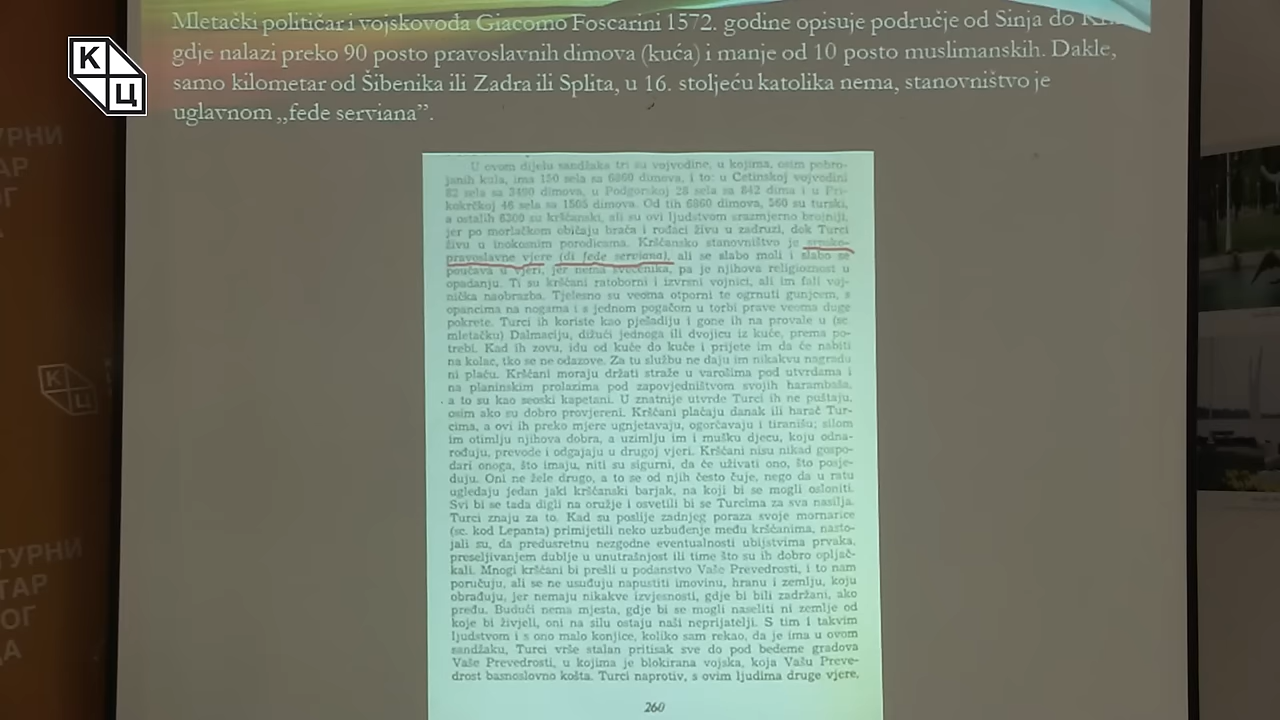 Mletački političar i vojskovođa Giacomo Foscarini 1572. godine opisuje područje od Sinja do
gdje nalazi preko 90 posto pravoslavnih dimova (kuća) i manje od 10 posto muslimanskih. Dakle,
samo kilometar od Šibenika ili Zadra ili Splita, u 16. stoljeću katolika nema, stanovništvo je
uglavnom „fede serviana”.
К
Ц
УРНИ
ТАР
ОГ
А
К
ТУРНИ
ТАР
ОГ
ДА
U ovom dijelu sandžaka tri su vojvodine, u kojima, osim pobro-
janih kula, ima 150 sela sa 6860 dimova, i to: u Cetinskoj vojvodini
82 sela sa 3490 dimova, u Podgorskoj 28 sela sa 842 dima i u Pri-
kokrčkoj 46 sela sa 1505 dimova. Od tih 6860 dimova, 560 su turski,
a ostalih 6300 su kršćanski, ali su ovi ljudstvom srazmjerno brojniji,
jer po morlačkom običaju braća i rođaci živu u zadruzi, dok Turci
živu u inokosnim porodicama. Kršćansko stanovništvo je srpsko-
pravoslavne vjere (di fede serviana), ali se slabo moli i slabo se
poučava u vjeri, jer nema svećenika, pa je njihova religioznost u
opadanju. Ti su kršćani ratoborni i izvrsni vojnici, ali im fali voj-
nička naobrazba. Tjelesno su veoma otporni te ogrnuti gunjcem, s
opancima na nogama i s jednom pogačom u torbi prave veoma duge
pokrete. Turci ih koriste kao pješadiju i gone ih na provale u (sc.
mletačku) Dalmaciju, dižući jednoga ili dvojicu iz kuće, prema po-
trebi. Kad ih zovu, idu od kuće do kuće i prijete im da će nabiti
na kolac, tko se ne odazove. Za tu službu ne daju im nikakvu nagradu
ni plaću. Kršćani moraju držati straže u varošima pod utvrdama i
na planinskim prolazima pod zapovjedništvom svojih harambaša,
a to su kao seoski kapetani. U znatnije utvrde Turci ih ne puštaju,
osim ako su dobro provjereni. Kršćani plaćaju danak ili harač Tur-
cima, a ovi ih preko mjere ugnjetavaju, ogorčavaju i tiranišu; silom
im otimlju njihova dobra, a uzimlju im i mušku djecu, koju odna-
rođuju, prevode i odgajaju u drugoj vjeri. Kršćani nisu nikad gospo-
dari onoga, što imaju, niti su sigurni, da će uživati ono, što posje-
duju. Oni ne žele drugo, a to se od njih često čuje, nego da u ratu
ugledaju jedan jaki kršćanski barjak, na koji bi se mogli osloniti.
Svi bi se tada digli na oružje i osvetili bi se Turcima za sva nasilja.
Turci znaju za to. Kad su poslije zadnjeg poraza svoje mornarice
(sc. kod Lepanta) primijetili neko uzbuđenje među kršćanima, nasto-
jali su, da predusretnu nezgodne eventualnosti ubijstvima prvaka,
preseljivanjem dublje u unutrašnjost ili time što su ih dobro opljač-
kali. Mnogi kršćani bi prešli u podanstvo Vaše Prevedrosti, i to nam
poručuju, ali se ne usuđuju napustiti imovinu, hranu i zemlju, koju
obrađuju, jer nemaju nikakve izvjesnosti, gdje bi bili zadržani, ako
pređu. Budući nema mjesta, gdje bi se mogli naseliti ni zemlje od
koje bi živjeli, oni na silu ostaju naši neprijatelji. S tim i takvim
ljudstvom i s ono malo konjice, koliko sam rekao, da je ima u ovom
sandžaku, Turci vrše stalan pritisak sve do pod bedeme gradova
Vaše Prevedrosti, u kojima je blokirana vojska, koja Vašu Preve-
drost basnoslovno košta. Turci naprotiv, s ovim ljudima druge vjere,
260